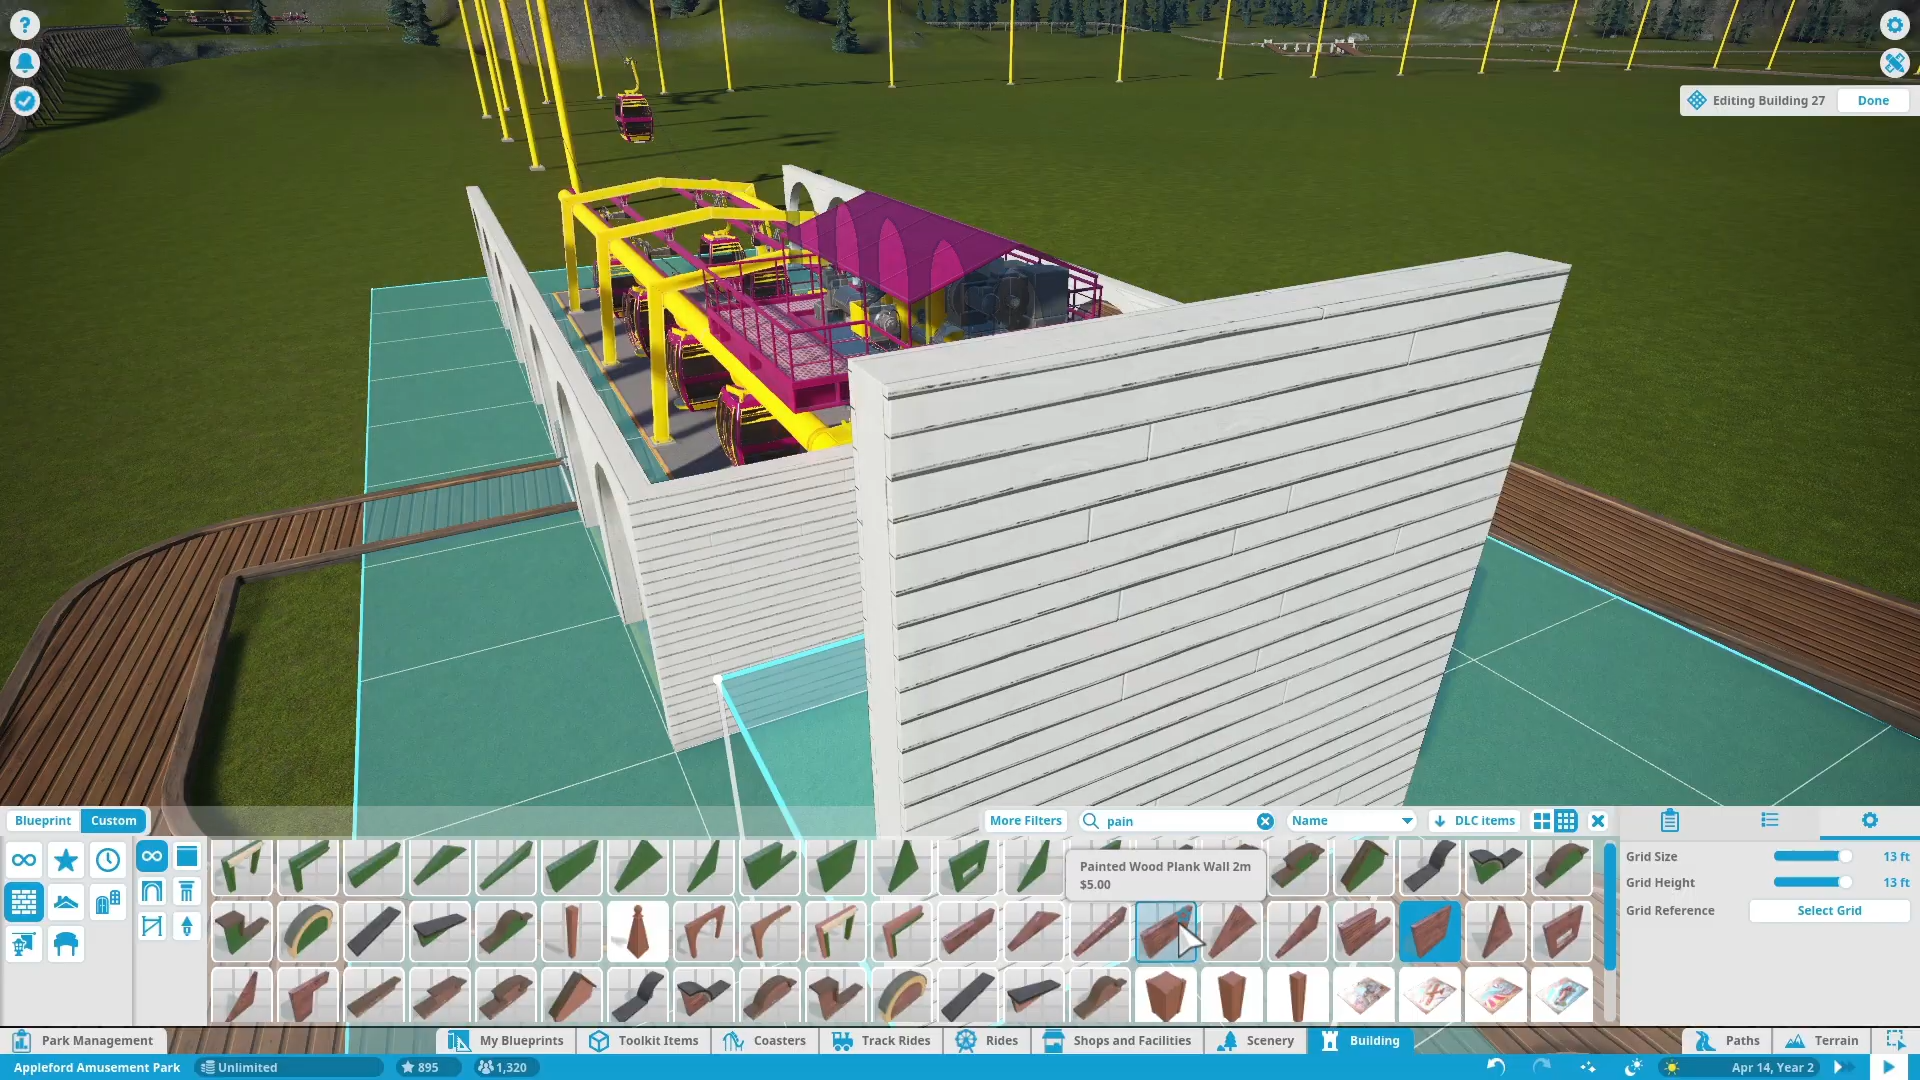 Editing Building 27
Done
Blueprint
Custom
More Filters
pain
Name
DLC items
Painted Wood Plank Wall 2m
$5.00
Grid Size
13 ft
Grid Height
13 ft
Grid Reference
Select Grid
Park Management
My Blueprints
Toolkit Items
Coasters
Track Rides
Rides
Shops and Facilities
Scenery
Building
Paths
Terrain
Appleford Amusement Park
Unlimited
895
1,320
Apr 14, Year 2